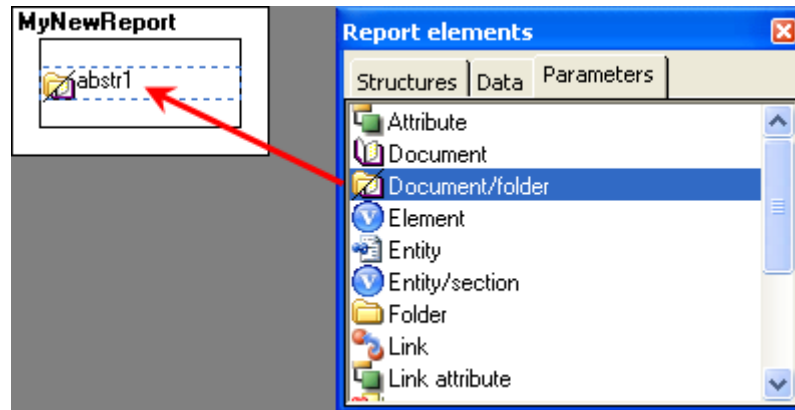 MyNewReport
abstr1
Report elements
Structures Data Parameters
Attribute
Document
Document/folder
V Element
Entity
V Entity/section
Folder
Link
Link attribute